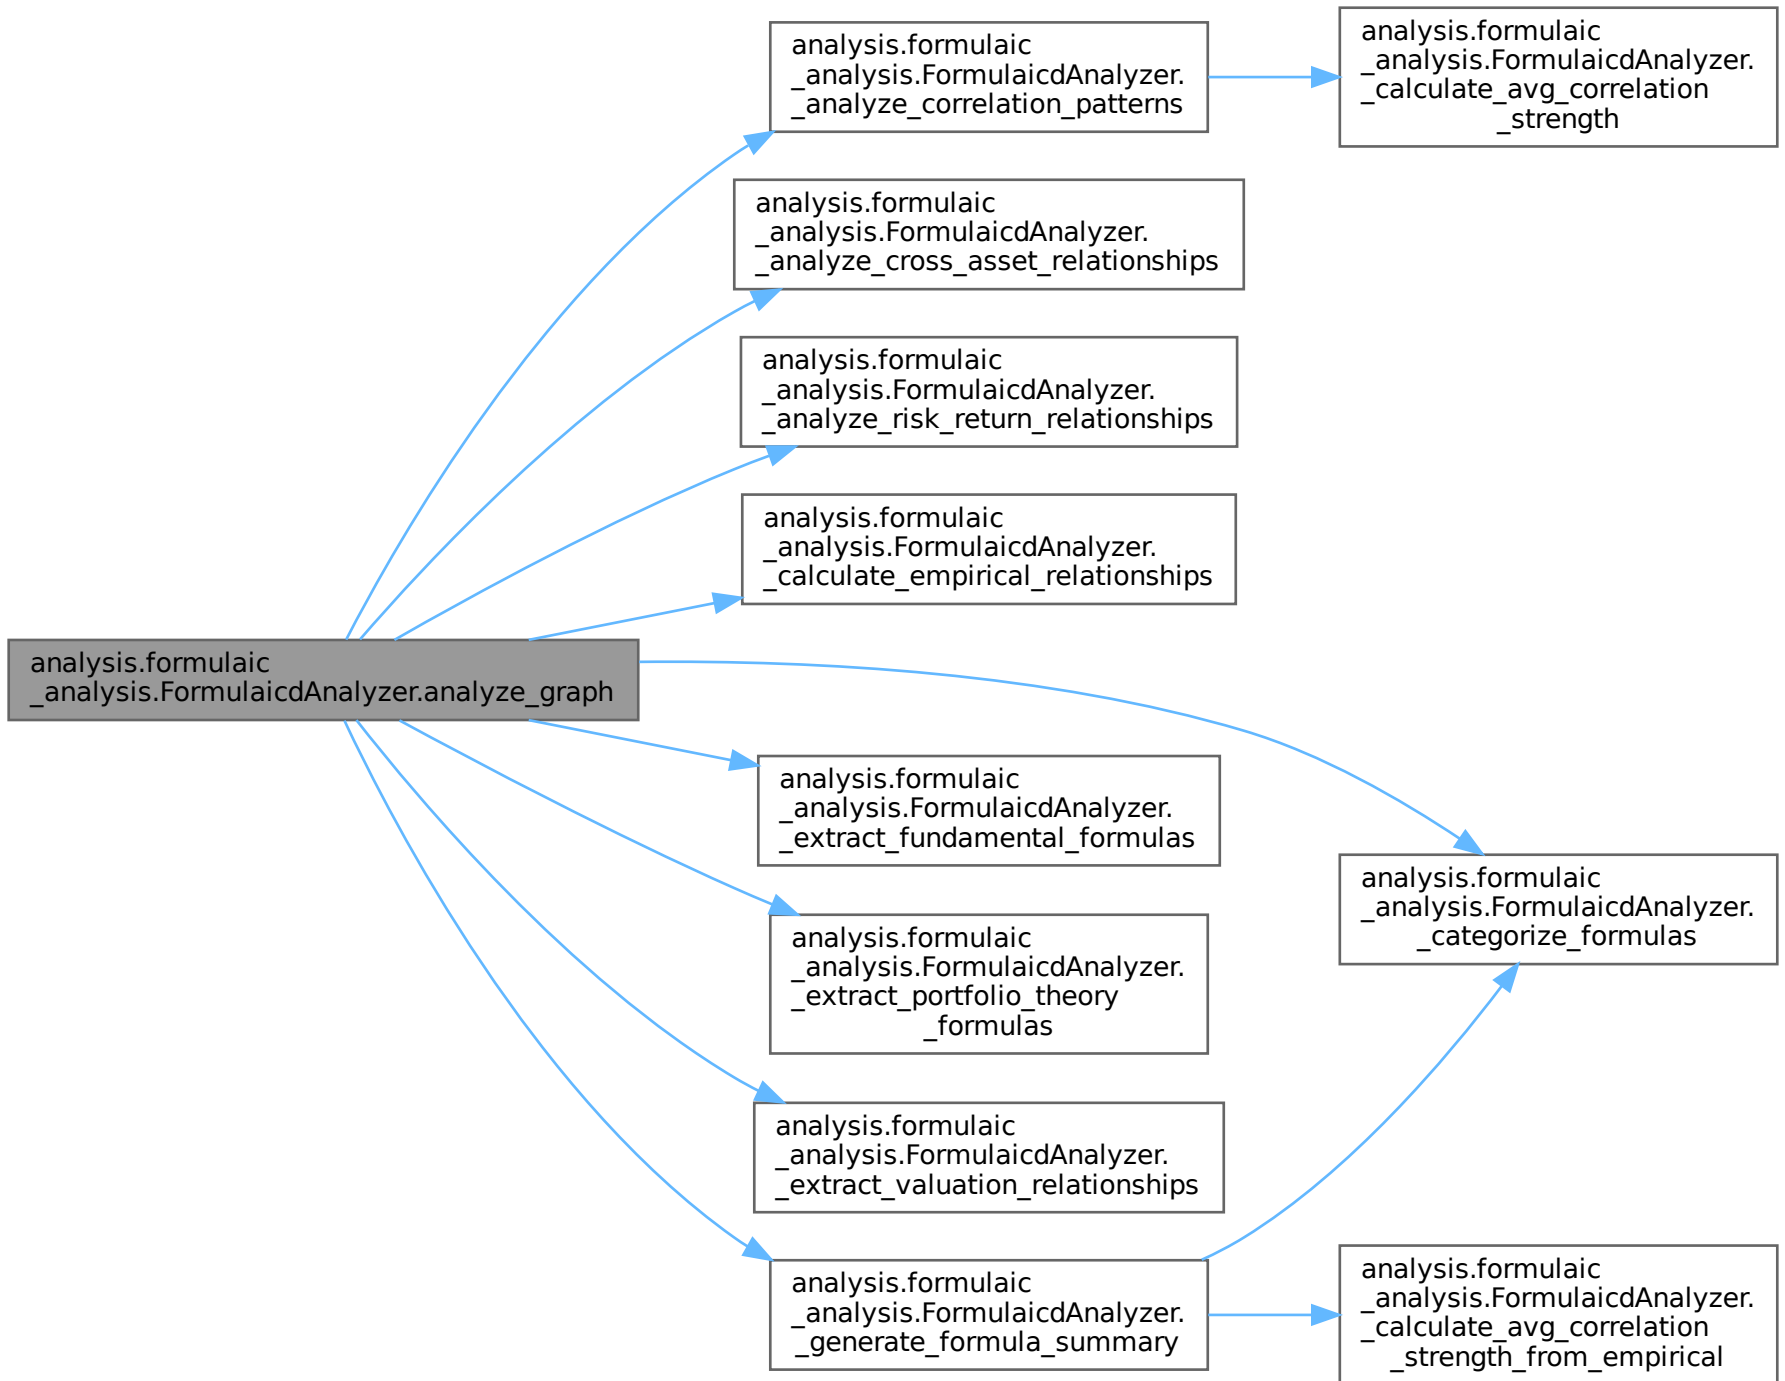 analysis.formulaic
_analysis.FormulaicdAnalyzer.
_analyze_correlation_patterns
analysis.formulaic
_analysis.FormulaicdAnalyzer.
_calculate_avg_correlation
_strength
analysis.formulaic
_analysis.FormulaicdAnalyzer.
_analyze_cross_asset_relationships
analysis.formulaic
_analysis.FormulaicdAnalyzer.
_analyze_risk_return_relationships
analysis.formulaic
_analysis.FormulaicdAnalyzer.
_calculate_empirical_relationships
analysis.formulaic
_analysis.FormulaicdAnalyzer.analyze_graph
analysis.formulaic
_analysis.FormulaicdAnalyzer.
_extract_fundamental_formulas
analysis.formulaic
_analysis.FormulaicdAnalyzer.
_categorize_formulas
analysis.formulaic
_analysis.FormulaicdAnalyzer.
_extract_portfolio_theory
_formulas
analysis.formulaic
_analysis.FormulaicdAnalyzer.
_extract_valuation_relationships
analysis.formulaic
_analysis.FormulaicdAnalyzer.
_generate_formula_summary
analysis.formulaic
_analysis.FormulaicdAnalyzer.
_calculate_avg_correlation
_strength_from_empirical